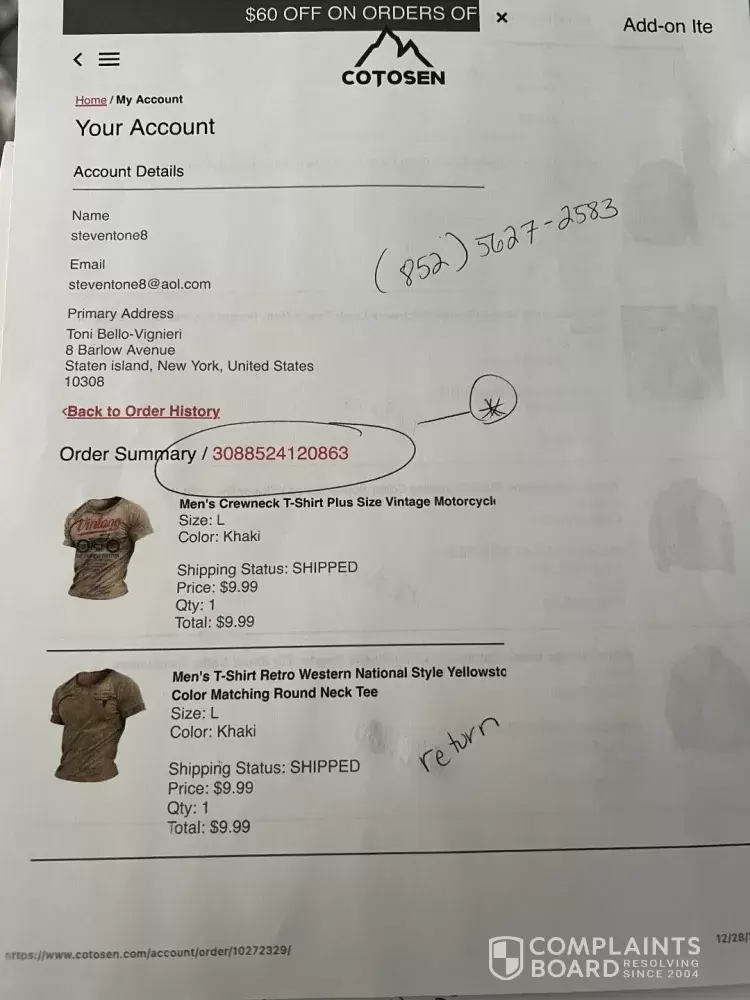 $60 OFF ON ORDERS OF
×
Add-on Ite
COTOSEN
Home / My Account
Your Account
Account Details
Name
steventone8
(852) 5627-2583
Email
steventone8@aol.com
Primary Address
Toni Bello-Vignieri
8 Barlow Avenue
Staten island, New York, United States
10308
<Back to Order History
*
Order Summary / 3088524120863
Vintage
Men's Crewneck T-Shirt Plus Size Vintage Motorcycle
Size: L
Color: Khaki
Shipping Status: SHIPPED
Price: $9.99
Qty: 1
Total: $9.99
Men's T-Shirt Retro Western National Style Yellowsto
Color Matching Round Neck Tee
Size: L
Color: Khaki
return
Shipping Status: SHIPPED
Price: $9.99
Qty: 1
Total: $9.99
https://www.cotosen.com/account/order/10272329/
12/28/
COMPLAINTS
BOARD RESOLVING
SINCE 2004